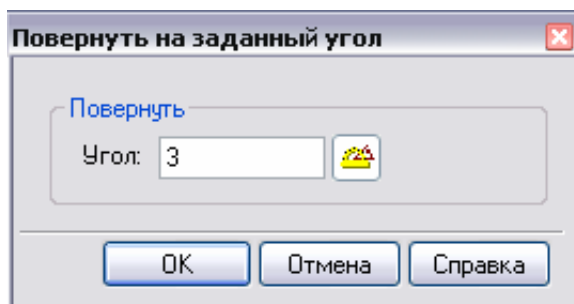 Повернуть на заданный угол
Повернуть
Угол: 3
OK Отмена Справка